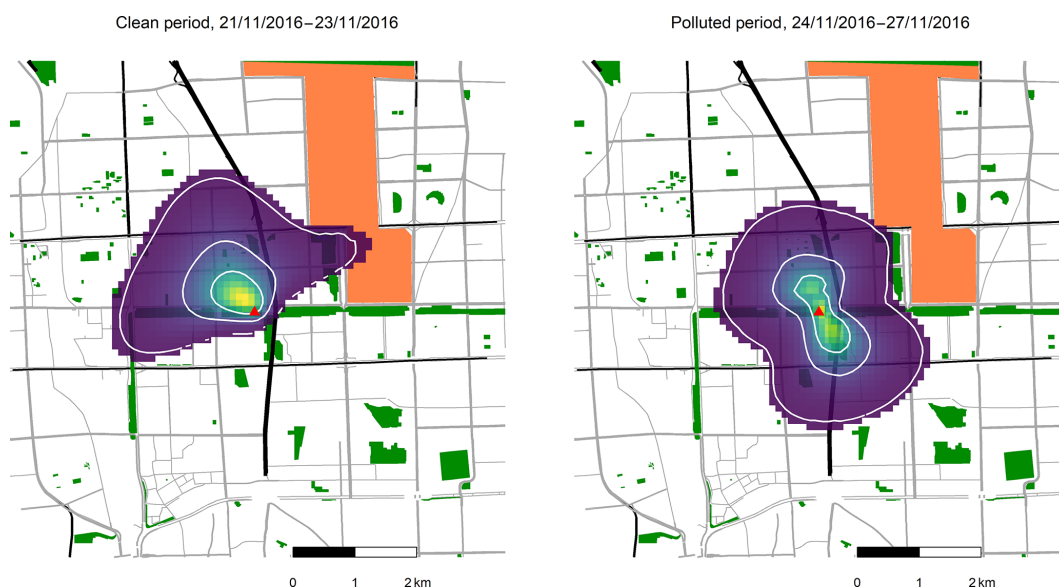 Clean period, 21/11/2016−23/11/2016
Polluted period, 24/11/2016−27/11/2016
0 1 2 km
0 1 2 km